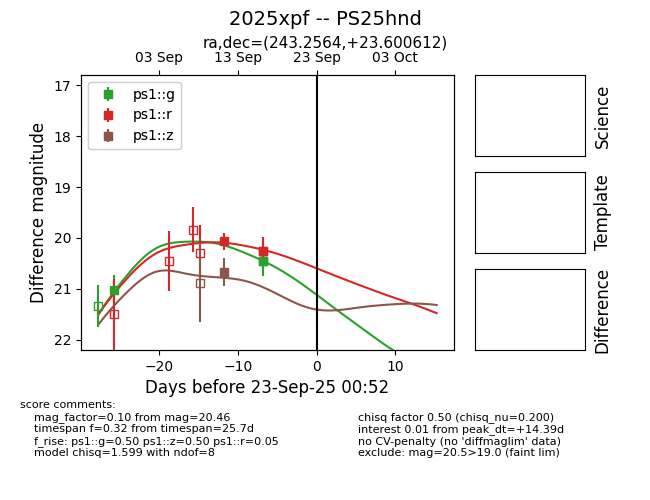 2025xpf -- PS25hnd
ra,dec=(243.2564,+23.600612)
03 Sep 13 Sep 23 Sep 03 Oct
ps1::g
ps1::r
ps1::z
17
18
19
20
21
22
Difference magnitude
−20 −10 0 10
Days before 23-Sep-25 00:52
Science
Template
Difference
score comments:
mag_factor=0.10 from mag=20.46
timespan f=0.32 from timespan=25.7d
f_rise: ps1::g=0.50 ps1::z=0.50 ps1::r=0.05
model chisq=1.599 with ndof=8
chisq factor 0.50 (chisq_nu=0.200)
interest 0.01 from peak_dt=+14.39d
no CV-penalty (no 'diffmaglim' data)
exclude: mag=20.5>19.0 (faint lim)